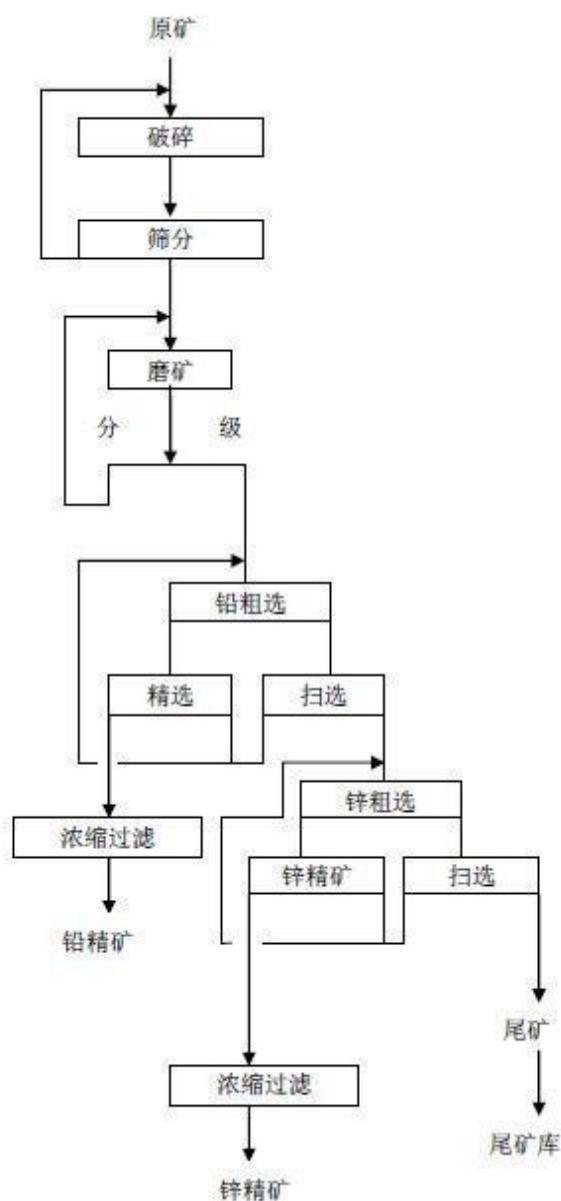 原矿
破碎
筛分
磨矿
分 级
铅粗选
精选 扫选
锌粗选
浓缩过滤
锌精矿 扫选
铅精矿
尾矿
浓缩过滤
尾矿库
锌精矿